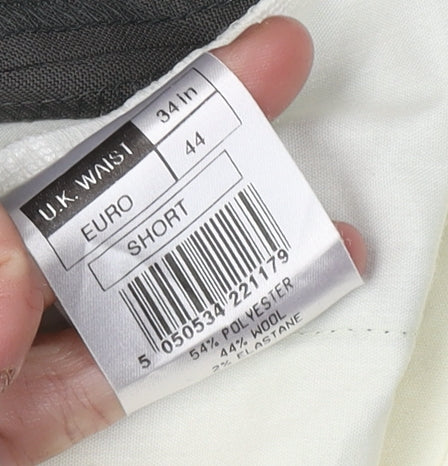 U.K. WAIST 34 in
EURO 44
SHORT
5 050534 221179
54% POLYESTER
44% WOOL
2% ELASTANE